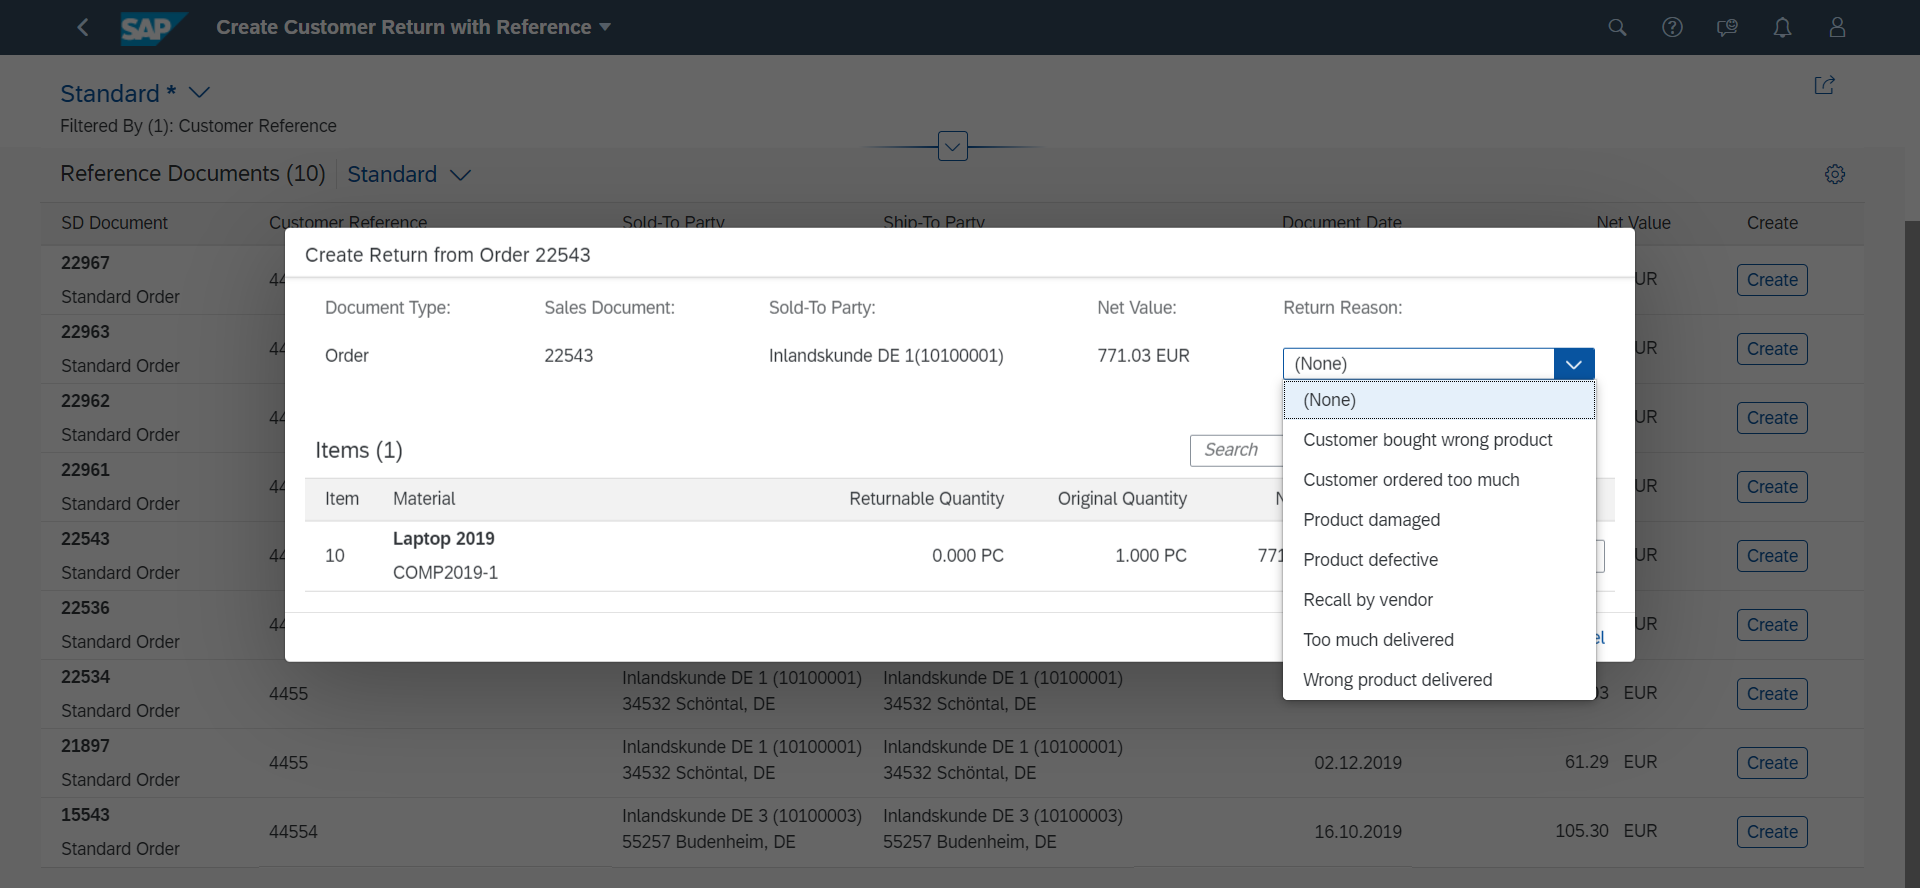 SAP Create Customer Return with Reference
Standard *
Filtered By (1): Customer Reference
Reference Documents (10) Standard
SD Document Customer Reference Sold-To Party Ship-To Party Document Date Net Value Create
22967
Standard Order
44
UR
Create
22963
Standard Order
44
UR
Create
22962
Standard Order
44
UR
Create
22961
Standard Order
44
UR
Create
22543
Standard Order
44
UR
Create
22536
Standard Order
44
UR
Create
22534
Standard Order
4455
Inlandskunde DE 1 (10100001)
34532 Schöntal, DE
Inlandskunde DE 1 (10100001)
34532 Schöntal, DE
03 EUR
Create
21897
Standard Order
4455
Inlandskunde DE 1 (10100001)
34532 Schöntal, DE
Inlandskunde DE 1 (10100001)
34532 Schöntal, DE
02.12.2019
61.29 EUR
Create
15543
Standard Order
44554
Inlandskunde DE 3 (10100003)
55257 Budenheim, DE
Inlandskunde DE 3 (10100003)
55257 Budenheim, DE
16.10.2019
105.30 EUR
Create
Create Return from Order 22543
Document Type: Sales Document: Sold-To Party: Net Value: Return Reason:
Order 22543 Inlandskunde DE 1(10100001) 771.03 EUR (None)
Items (1) Search
Item Material Returnable Quantity Original Quantity N
10
Laptop 2019
COMP2019-1
0.000 PC 1.000 PC 771
el
(None)
Customer bought wrong product
Customer ordered too much
Product damaged
Product defective
Recall by vendor
Too much delivered
Wrong product delivered